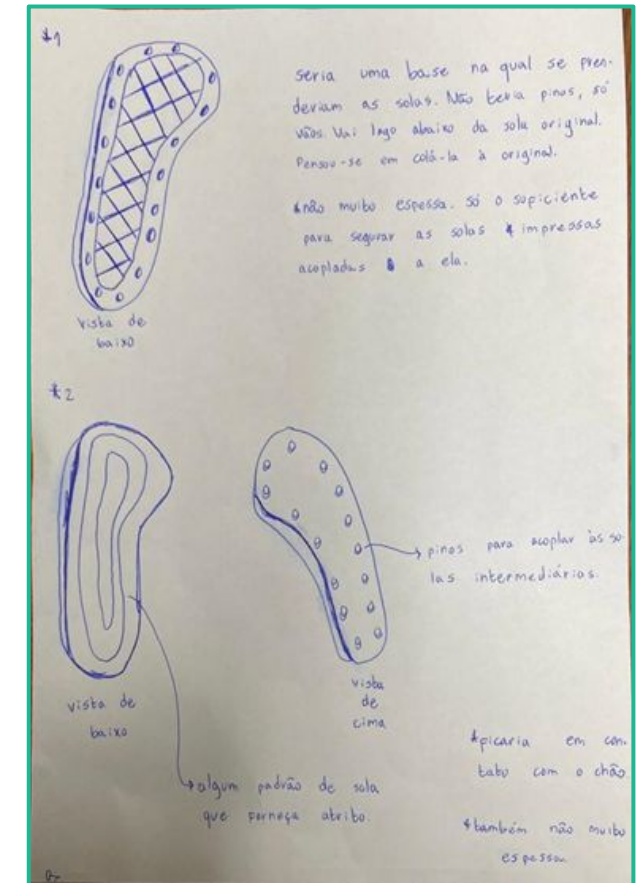 *1
seria uma base na qual se pren-
deriam as solas. Não teria pinos, só
vãos. Vai logo abaixo da sola original.
Pensou-se em colá-la à original.
*não muito espessa. só o suficiente
para segurar as solas impressas
acopladas a ela.
vista de
baixo
*2
pinos para acoplar às so-
las intermediárias.
vista de
baixo
vista
de
cima
algum padrão de sola
que forneça atrito.
*ficaria em con-
tato com o chão
*também não muito
espessa